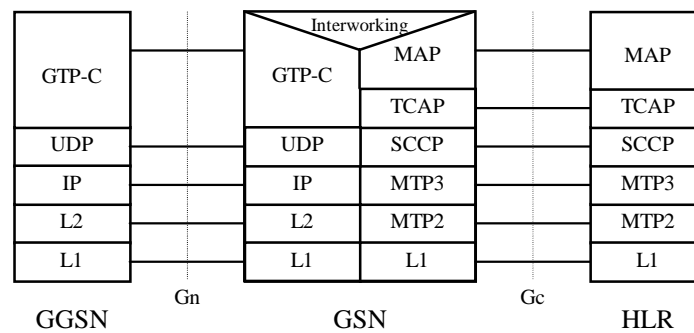 Interworking
GTP-C GTP-C MAP MAP
TCAP TCAP
UDP UDP SCCP SCCP
IP IP MTP3 MTP3
L2 L2 MTP2 MTP2
L1 L1 L1 L1
Gn Gc
GGSN GSN HLR